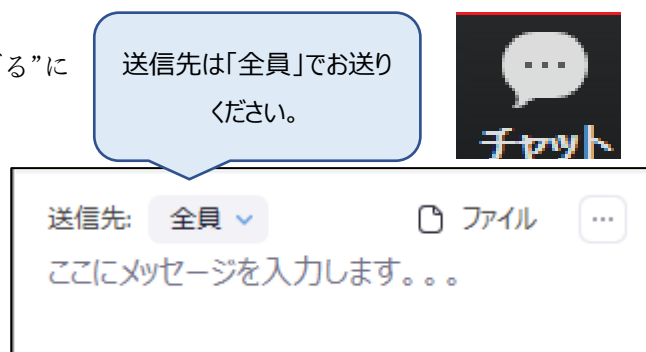 る”に
送信先は「全員」でお送り
ください。
チャット
送信先: 全員
ファイル
ここにメッセージを入力します。。。